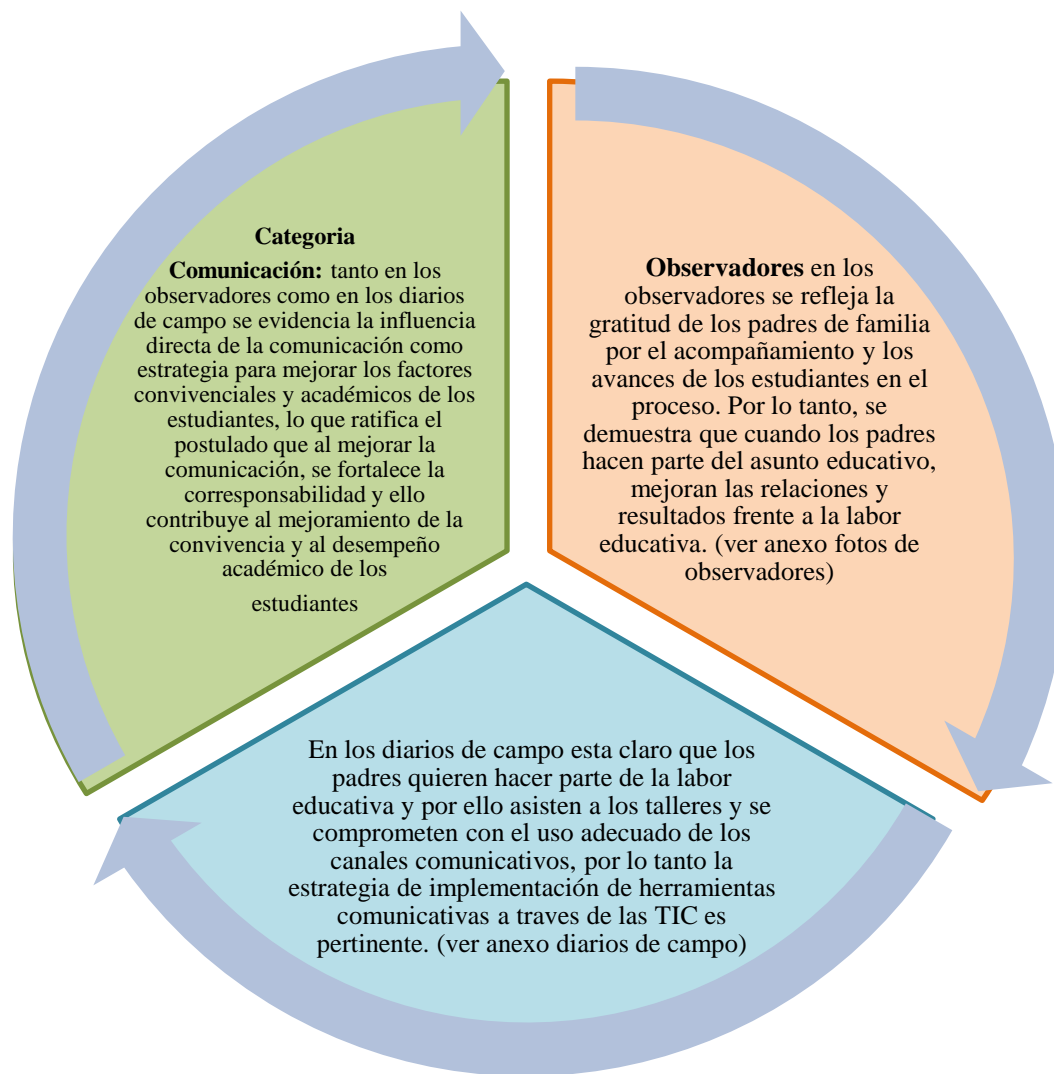 Categoria
Comunicación: tanto en los
observadores como en los diarios
de campo se evidencia la influencia
directa de la comunicación como
estrategia para mejorar los factores
convivenciales y académicos de los
estudiantes, lo que ratifica el
postulado que al mejorar la
comunicación, se fortalece la
corresponsabilidad y ello
contribuye al mejoramiento de la
convivencia y al desempeño
académico de los
estudiantes
Observadores en los
observadores se refleja la
gratitud de los padres de familia
por el acompañamiento y los
avances de los estudiantes en el
proceso. Por lo tanto, se
demuestra que cuando los padres
hacen parte del asunto educativo,
mejoran las relaciones y
resultados frente a la labor
educativa. (ver anexo fotos de
observadores)
En los diarios de campo esta claro que los
padres quieren hacer parte de la labor
educativa y por ello asisten a los talleres y se
comprometen con el uso adecuado de los
canales comunicativos, por lo tanto la
estrategia de implementación de herramientas
comunicativas a traves de las TIC es
pertinente. (ver anexo diarios de campo)